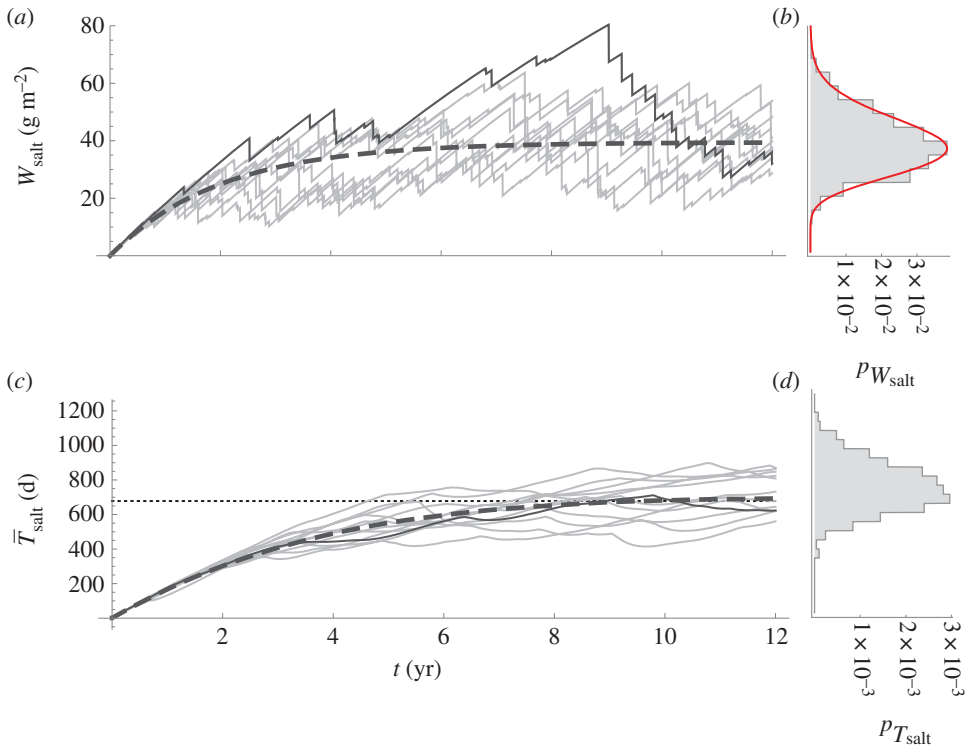 (a)
(b)
80
60
40
20
W_salt (g m⁻²)
1 × 10⁻²
2 × 10⁻²
3 × 10⁻²
p_W_salt
(c)
(d)
1200
1000
800
600
400
200
T̅_salt (d)
2
4
6
8
10
12
t (yr)
1 × 10⁻³
2 × 10⁻³
3 × 10⁻³
p_T_salt